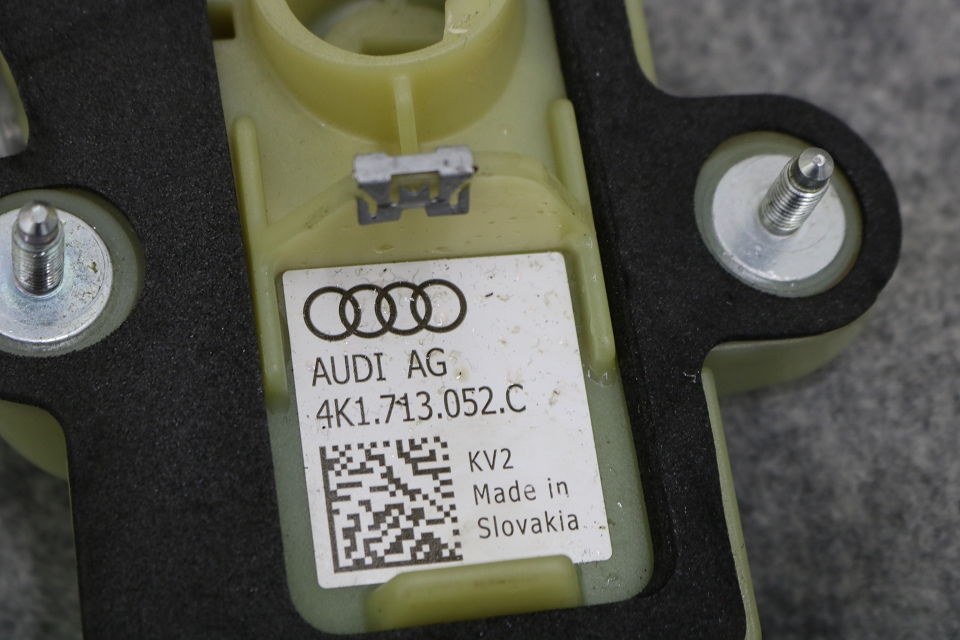 AUDI AG
4K1.713.052.C
KV2
Made in
Slovakia